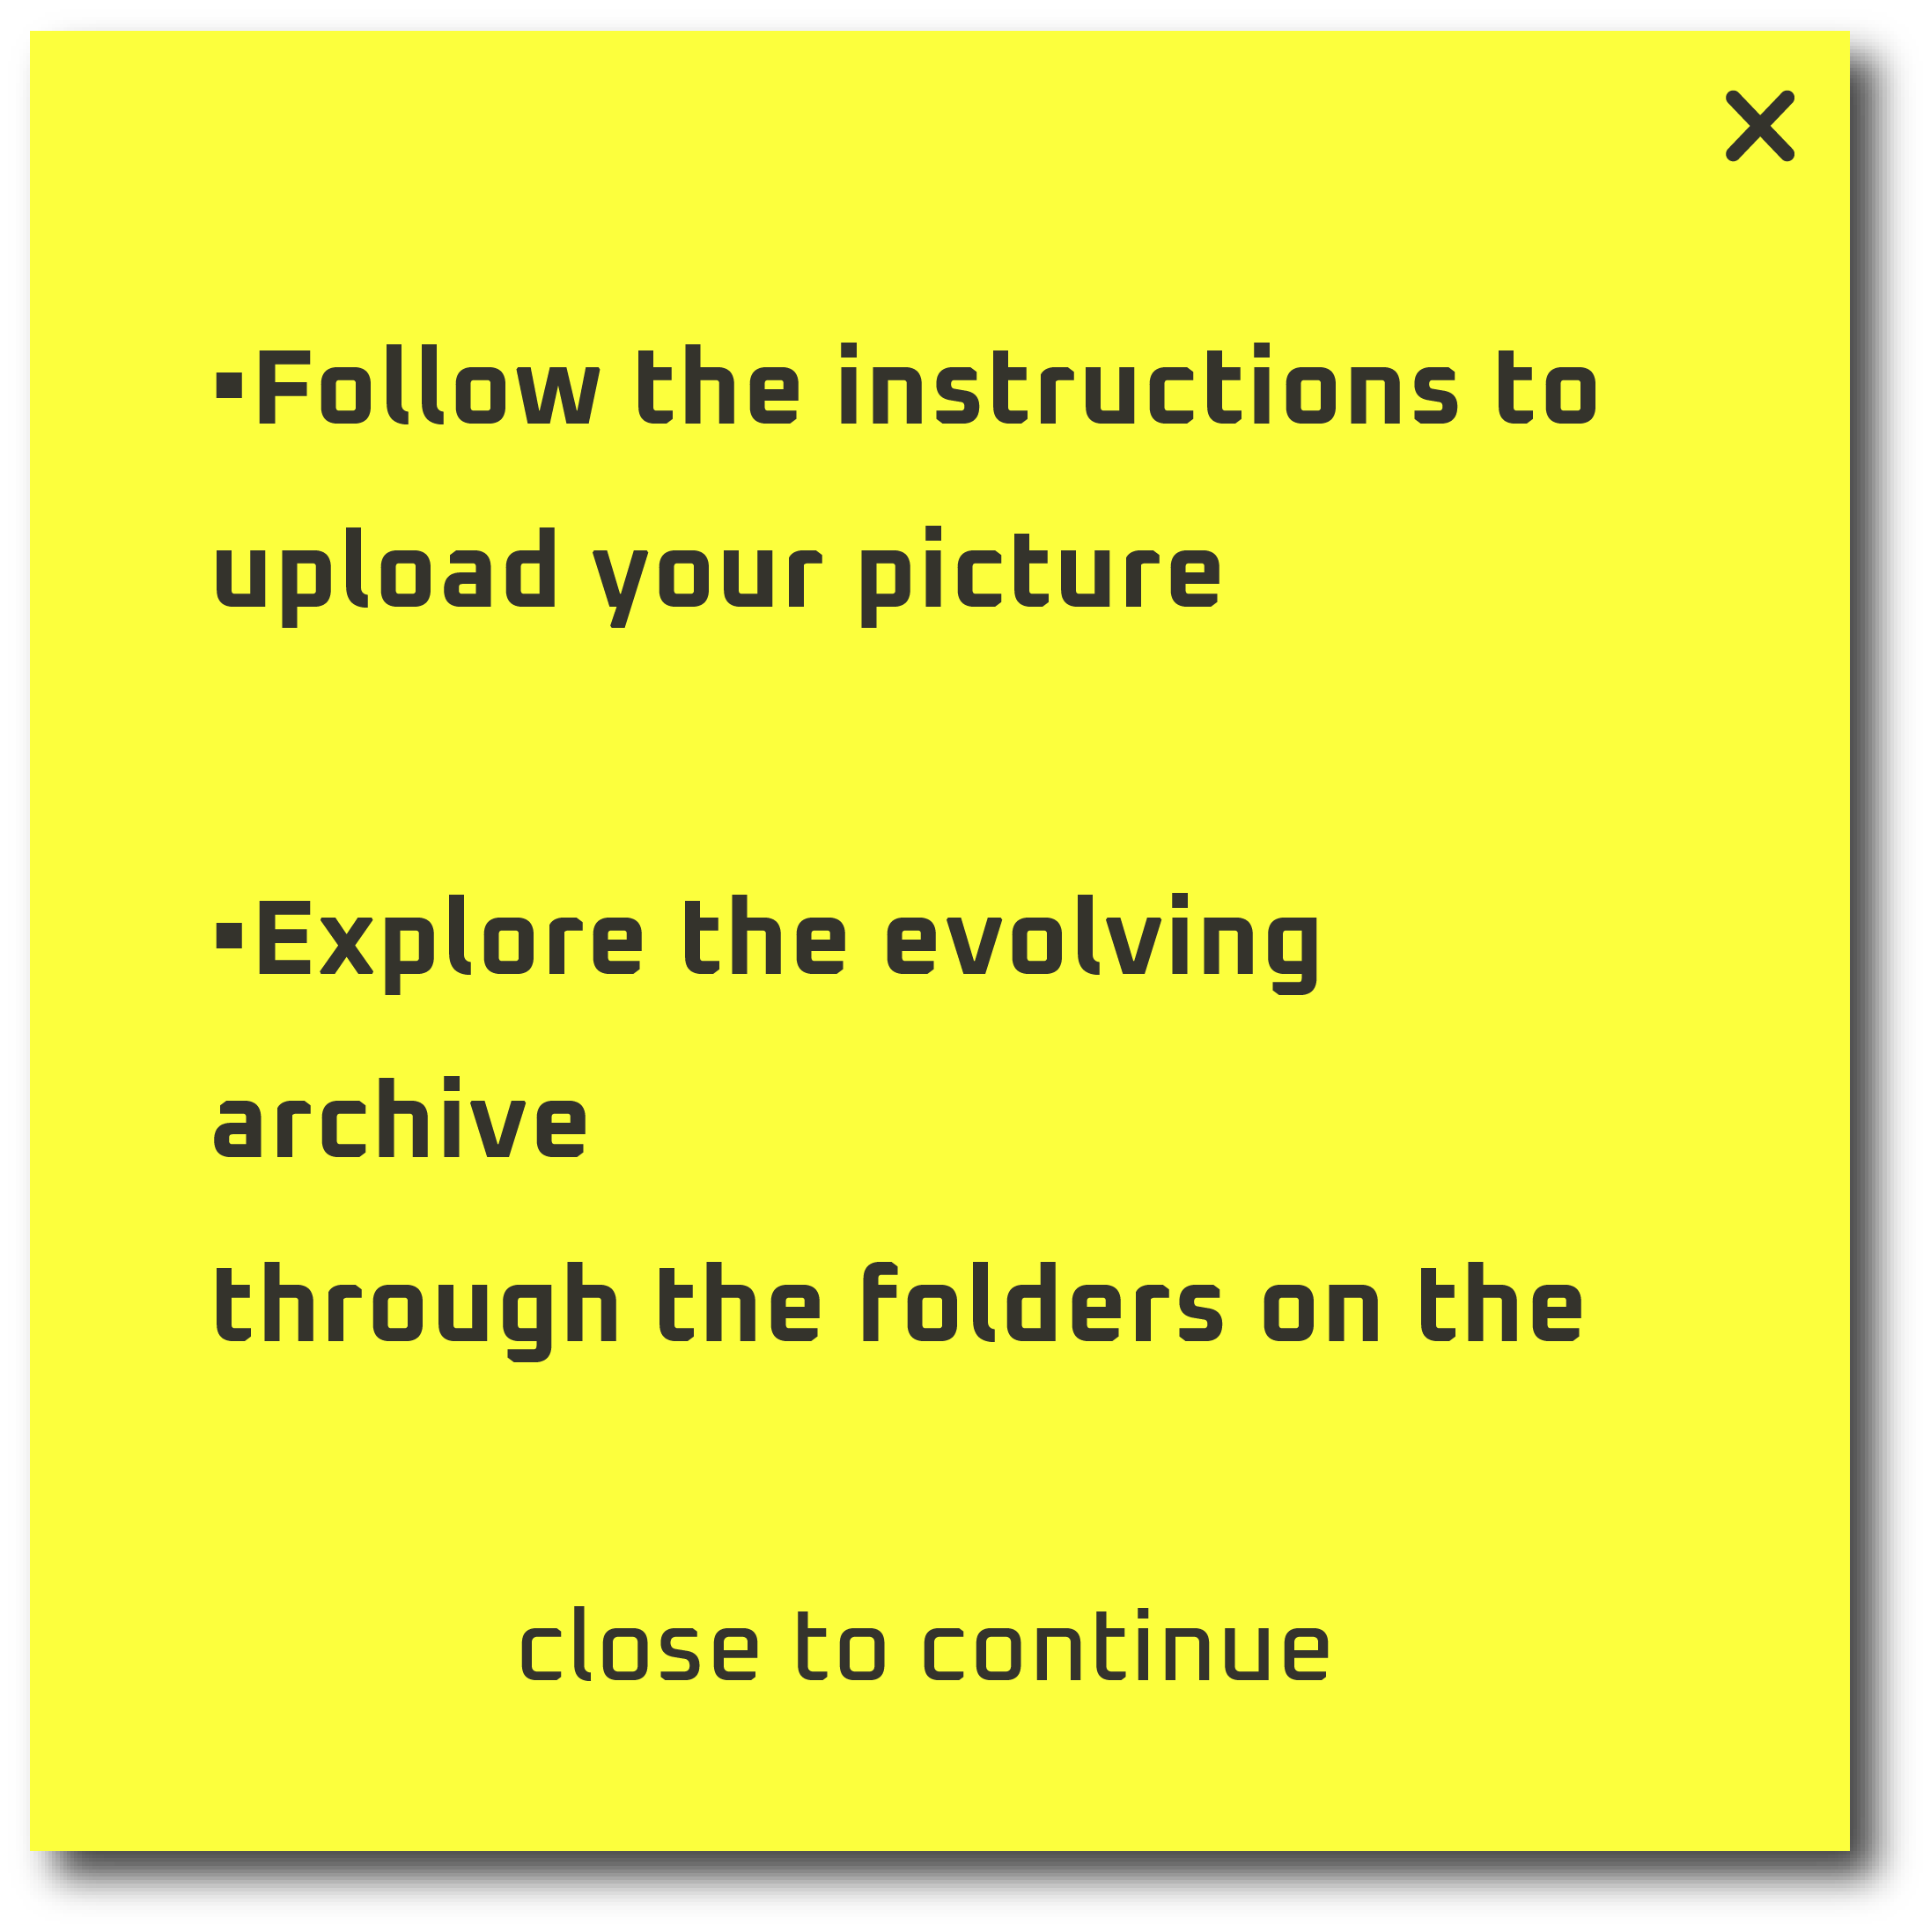 ▪Follow the instructions to
upload your picture
▪Explore the evolving
archive
through the folders on the
close to continue